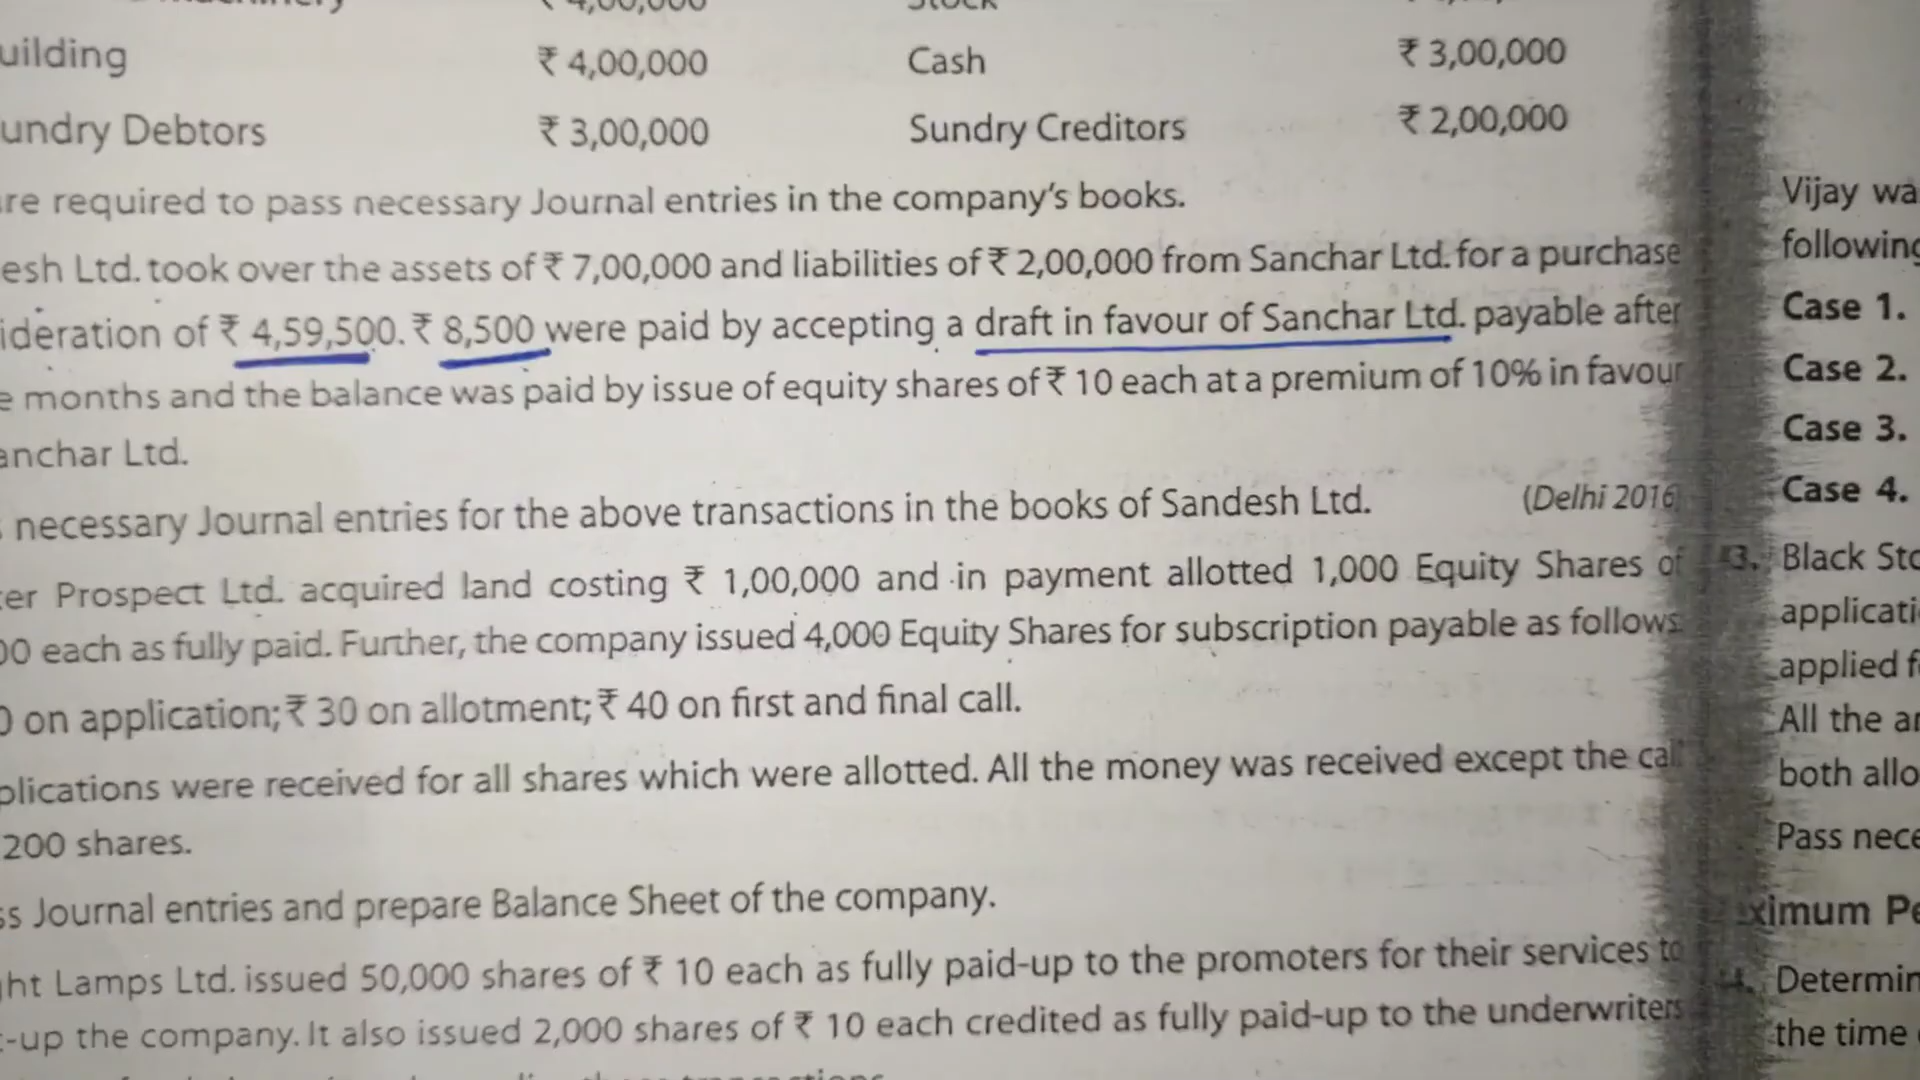 uilding ₹ 4,00,000 Cash ₹ 3,00,000
undry Debtors ₹ 3,00,000 Sundry Creditors ₹ 2,00,000
re required to pass necessary Journal entries in the company's books.
esh Ltd. took over the assets of ₹ 7,00,000 and liabilities of ₹ 2,00,000 from Sanchar Ltd. for a purchase
ideration of ₹ 4,59,500. ₹ 8,500 were paid by accepting a draft in favour of Sanchar Ltd. payable after
e months and the balance was paid by issue of equity shares of ₹ 10 each at a premium of 10% in favour
anchar Ltd.
necessary Journal entries for the above transactions in the books of Sandesh Ltd. (Delhi 2016
er Prospect Ltd. acquired land costing ₹ 1,00,000 and in payment allotted 1,000 Equity Shares of
00 each as fully paid. Further, the company issued 4,000 Equity Shares for subscription payable as follows
0 on application; ₹ 30 on allotment; ₹ 40 on first and final call.
plications were received for all shares which were allotted. All the money was received except the call
200 shares.
ss Journal entries and prepare Balance Sheet of the company.
ght Lamps Ltd. issued 50,000 shares of ₹ 10 each as fully paid-up to the promoters for their services to
-up the company. It also issued 2,000 shares of ₹ 10 each credited as fully paid-up to the underwriters
Vijay wa
following
Case 1.
Case 2.
Case 3.
Case 4.
3. Black Sto
applicati
applied f
All the a
both allo
Pass nece
ximum Pe
4. Determin
the time